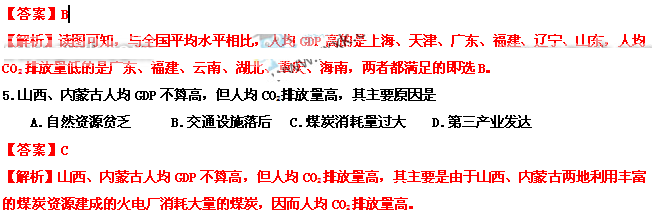 【答案】B
【解析】读图可知，与全国平均水平相比，人均 GDP 高的是上海、天津、广东、福建、辽宁、山东，人均
CO₂排放量低的是广东、福建、云南、湖北、重庆、海南，两者都满足的即选 B。
5.山西、内蒙古人均 GDP 不算高，但人均 CO₂排放量高，其主要原因是
A.自然资源贫乏 B.交通设施落后 C.煤炭消耗量过大 D.第三产业发达
【答案】C
【解析】山西、内蒙古人均 GDP 不算高，但人均 CO₂排放量高，其主要是由于山西、内蒙古两地利用丰富
的煤炭资源建成的火电厂消耗大量的煤炭，因而人均 CO₂排放量高。